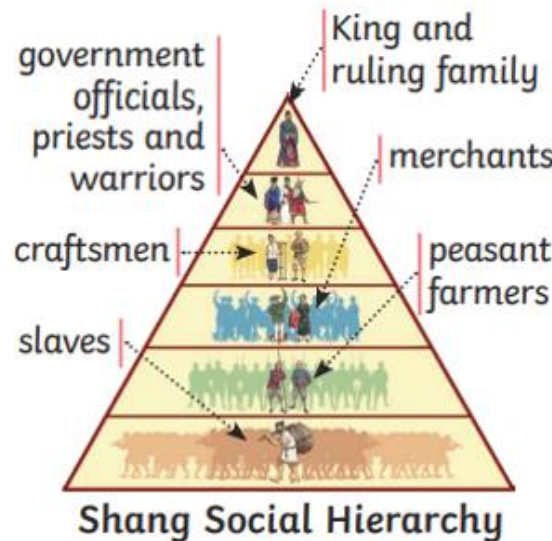 King and
ruling family
government
officials,
priests and
warriors
merchants
craftsmen
peasant
farmers
slaves
Shang Social Hierarchy